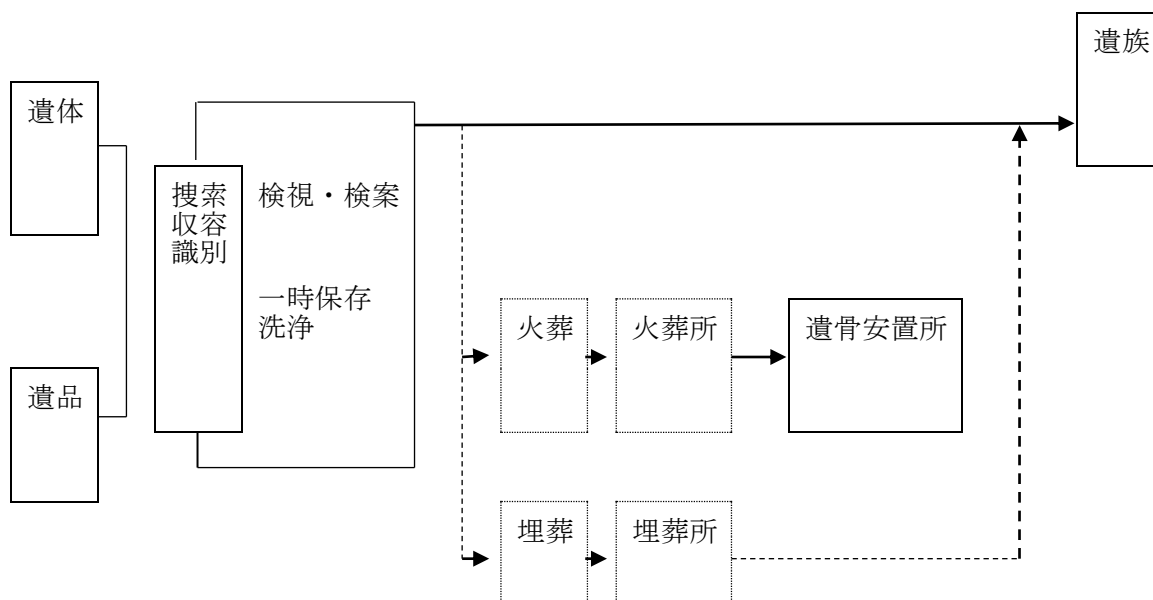 遺族
遺体
捜索
収容
識別
検視・検案
一時保存
洗浄
遺品
火葬
火葬所
遺骨安置所
埋葬
埋葬所